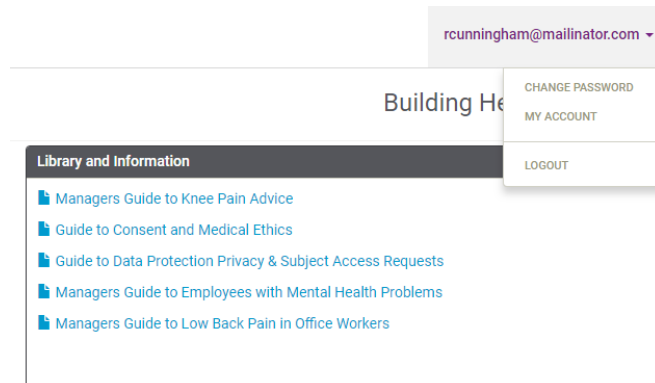 rcunningham@mailinator.com
CHANGE PASSWORD
MY ACCOUNT
LOGOUT
Building He
Library and Information
Managers Guide to Knee Pain Advice
Guide to Consent and Medical Ethics
Guide to Data Protection Privacy & Subject Access Requests
Managers Guide to Employees with Mental Health Problems
Managers Guide to Low Back Pain in Office Workers